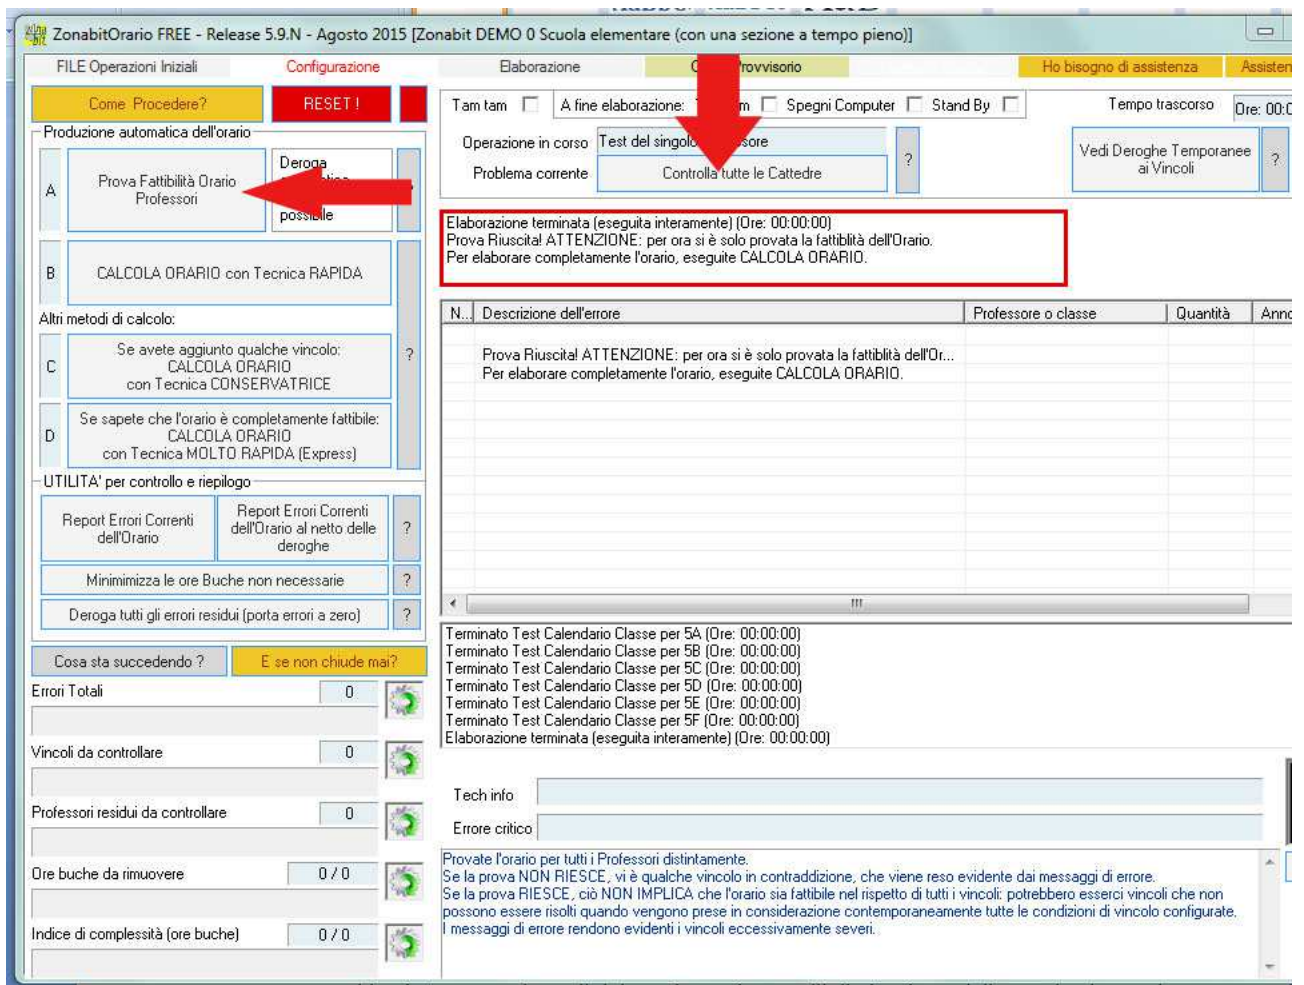 ZonabitOrario FREE - Release 5.9.N - Agosto 2015 [Zonabit DEMO 0 Scuola elementare (con una sezione a tempo pieno)]
FILE Operazioni Iniziali
Configurazione
Elaborazione
Provvisorio
Ho bisogno di assistenza
Come Procedere?
RESET !
Produzione automatica dell'orario
A
Prova Fattibilità Orario
Professori
Deroga
possibile
B
CALCOLA ORARIO con Tecnica RAPIDA
Altri metodi di calcolo:
C
Se avete aggiunto qualche vincolo:
CALCOLA ORARIO
con Tecnica CONSERVATRICE
?
D
Se sapete che l'orario è completamente fattibile:
CALCOLA ORARIO
con Tecnica MOLTO RAPIDA (Express)
UTILITA' per controllo e riepilogo
Report Errori Correnti
dell'Orario
Report Errori Correnti
dell'Orario al netto delle
deroghe
?
Minimimizza le ore Buche non necessarie
?
Deroga tutti gli errori residui (porta errori a zero)
?
Cosa sta succedendo ?
E se non chiude mai?
Errori Totali
0
Vincoli da controllare
0
Professori residui da controllare
0
Ore buche da rimuovere
0 / 0
Indice di complessità (ore buche)
0 / 0
Tam tam
A fine elaborazione:
Spegni Computer
Stand By
Tempo trascorso
Operazione in corso
Test del singolo
Problema corrente
Controlla tutte le Cattedre
?
Vedi Deroghe Temporanee
ai Vincoli
?
Elaborazione terminata (eseguita interamente) (Ore: 00:00:00)
Prova Riuscita! ATTENZIONE: per ora si è solo provata la fattiblità dell'Orario.
Per elaborare completamente l'orario, eseguite CALCOLA ORARIO.
N...
Descrizione dell'errore
Professore o classe
Quantità
Prova Riuscita! ATTENZIONE: per ora si è solo provata la fattiblità dell'Or...
Per elaborare completamente l'orario, eseguite CALCOLA ORARIO.
Terminato Test Calendario Classe per 5A (Ore: 00:00:00)
Terminato Test Calendario Classe per 5B (Ore: 00:00:00)
Terminato Test Calendario Classe per 5C (Ore: 00:00:00)
Terminato Test Calendario Classe per 5D (Ore: 00:00:00)
Terminato Test Calendario Classe per 5E (Ore: 00:00:00)
Terminato Test Calendario Classe per 5F (Ore: 00:00:00)
Elaborazione terminata (eseguita interamente) (Ore: 00:00:00)
Tech info
Errore critico
Provate l'orario per tutti i Professori distintamente.
Se la prova NON RIESCE, vi è qualche vincolo in contraddizione, che viene reso evidente dai messaggi di errore.
Se la prova RIESCE, ciò NON IMPLICA che l'orario sia fattibile nel rispetto di tutti i vincoli: potrebbero esserci vincoli che non
possono essere risolti quando vengono prese in considerazione contemporaneamente tutte le condizioni di vincolo configurate.
I messaggi di errore rendono evidenti i vincoli eccessivamente severi.